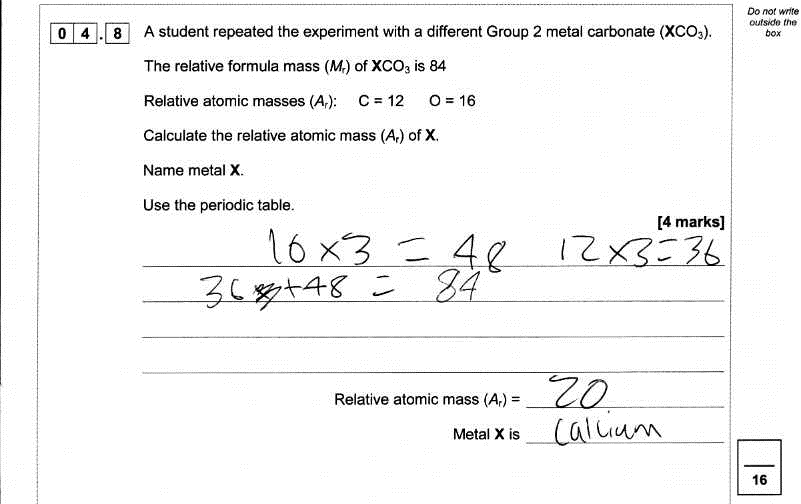 Do not write
outside the
box
0 4 . 8 A student repeated the experiment with a different Group 2 metal carbonate (XCO₃).
The relative formula mass (Mᵣ) of XCO₃ is 84
Relative atomic masses (Aᵣ): C = 12 O = 16
Calculate the relative atomic mass (Aᵣ) of X.
Name metal X.
Use the periodic table.
[4 marks]
16 × 3 = 48 12 × 3 = 36
36 + 48 = 84
Relative atomic mass (Aᵣ) = 20
Metal X is Calcium
16